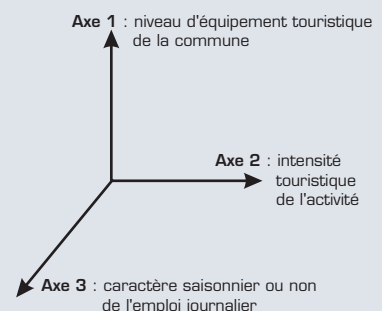 Axe 1 : niveau d'équipement touristique
de la commune
Axe 2 : intensité
touristique
de l'activité
Axe 3 : caractère saisonnier ou non
de l'emploi journalier